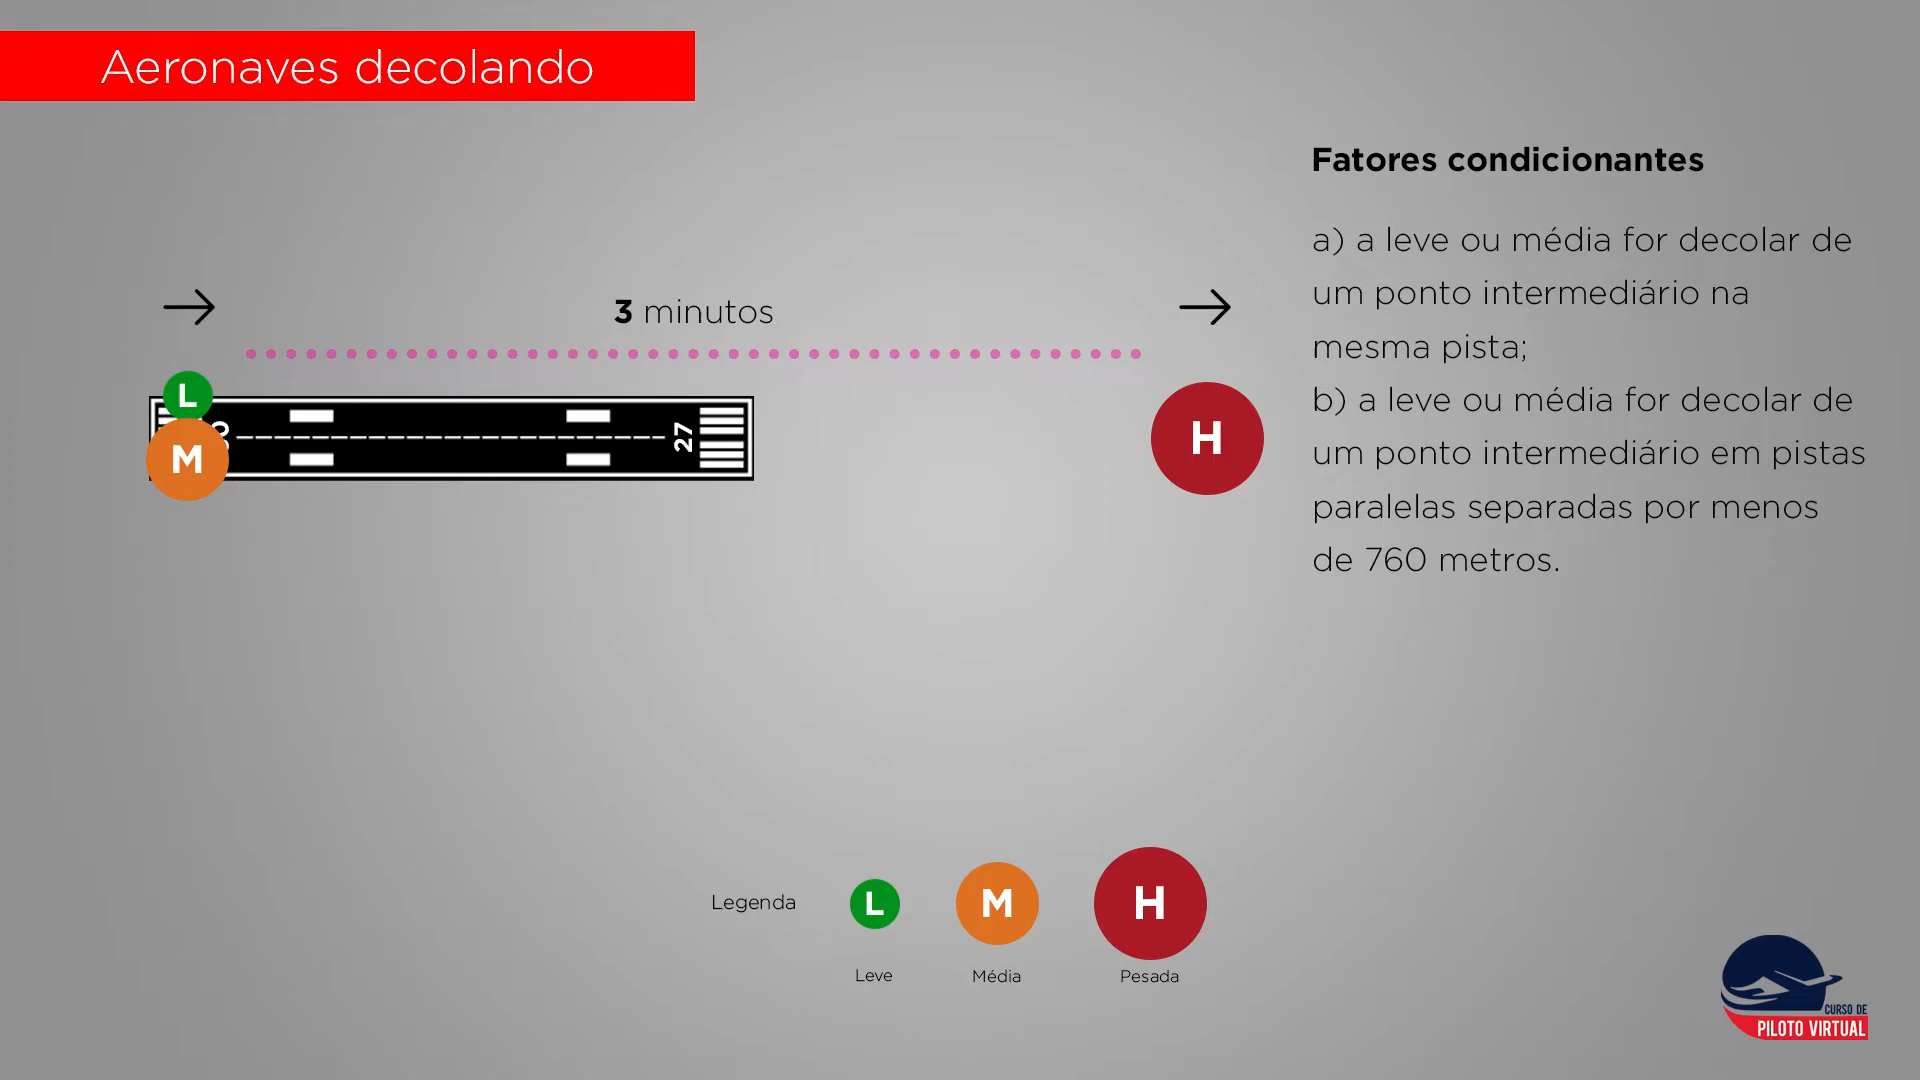 Aeronaves decolando
Fatores condicionantes
a) a leve ou média for decolar de
um ponto intermediário na
mesma pista;
b) a leve ou média for decolar de
um ponto intermediário em pistas
paralelas separadas por menos
de 760 metros.
3 minutos
L
M
27
H
Legenda
L
M
H
Leve
Média
Pesada
CURSO DE
PILOTO VIRTUAL